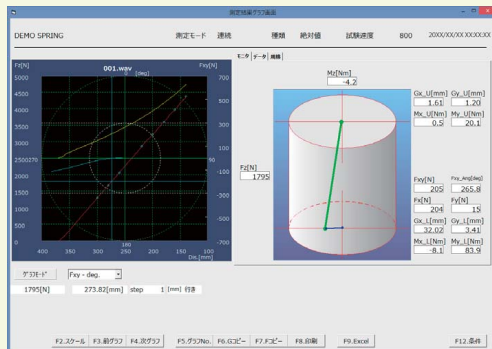 測定結果グラフ画面
DEMO SPRING 測定モード 連続 種類 絶対値 試験速度 800 20XX/XX/XX XX:XX:XX
モニタ データ 規格
Fz[N] 001.wav Fxy[N]
0 [deg]
5000 700
4500
4000 500
3500 300
3000 100
2500 270 90
2000 -100
1500 -300
1000
500 -500
0 -700
180
400 350 300 250 200 150 100
Dis.[mm]
Mz[Nm]
-4.2
Gx_U[mm] Gy_U[mm]
1.61 1.20
Mx_U[Nm] My_U[Nm]
0.5 20.1
Fz[N]
1795
Fxy[N] Fxy_Ang[deg]
205 265.8
Fx[N] Fy[N]
204 15
Gx_L[mm] Gy_L[mm]
32.02 3.41
Mx_L[Nm] My_L[Nm]
-8.1 83.9
グラフモード Fxy - deg.
1795[N] 273.82[mm] step 1 [mm] 行き
F2.スケール F3.前グラフ F4.次グラフ F5.グラフNo. F6.Gコピー F7.Fコピー F8.印刷 F9.Excel F12.条件